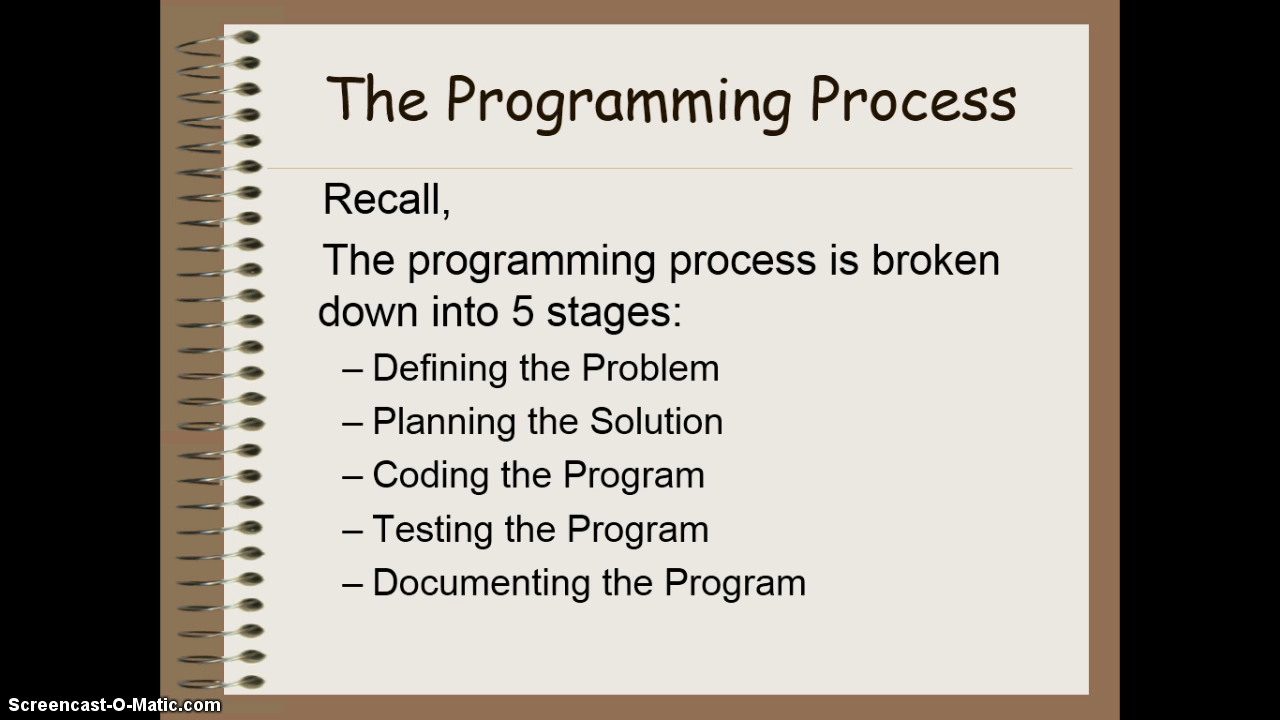 The Programming Process
Recall,
The programming process is broken
down into 5 stages:
– Defining the Problem
– Planning the Solution
– Coding the Program
– Testing the Program
– Documenting the Program
Screencast-O-Matic.com